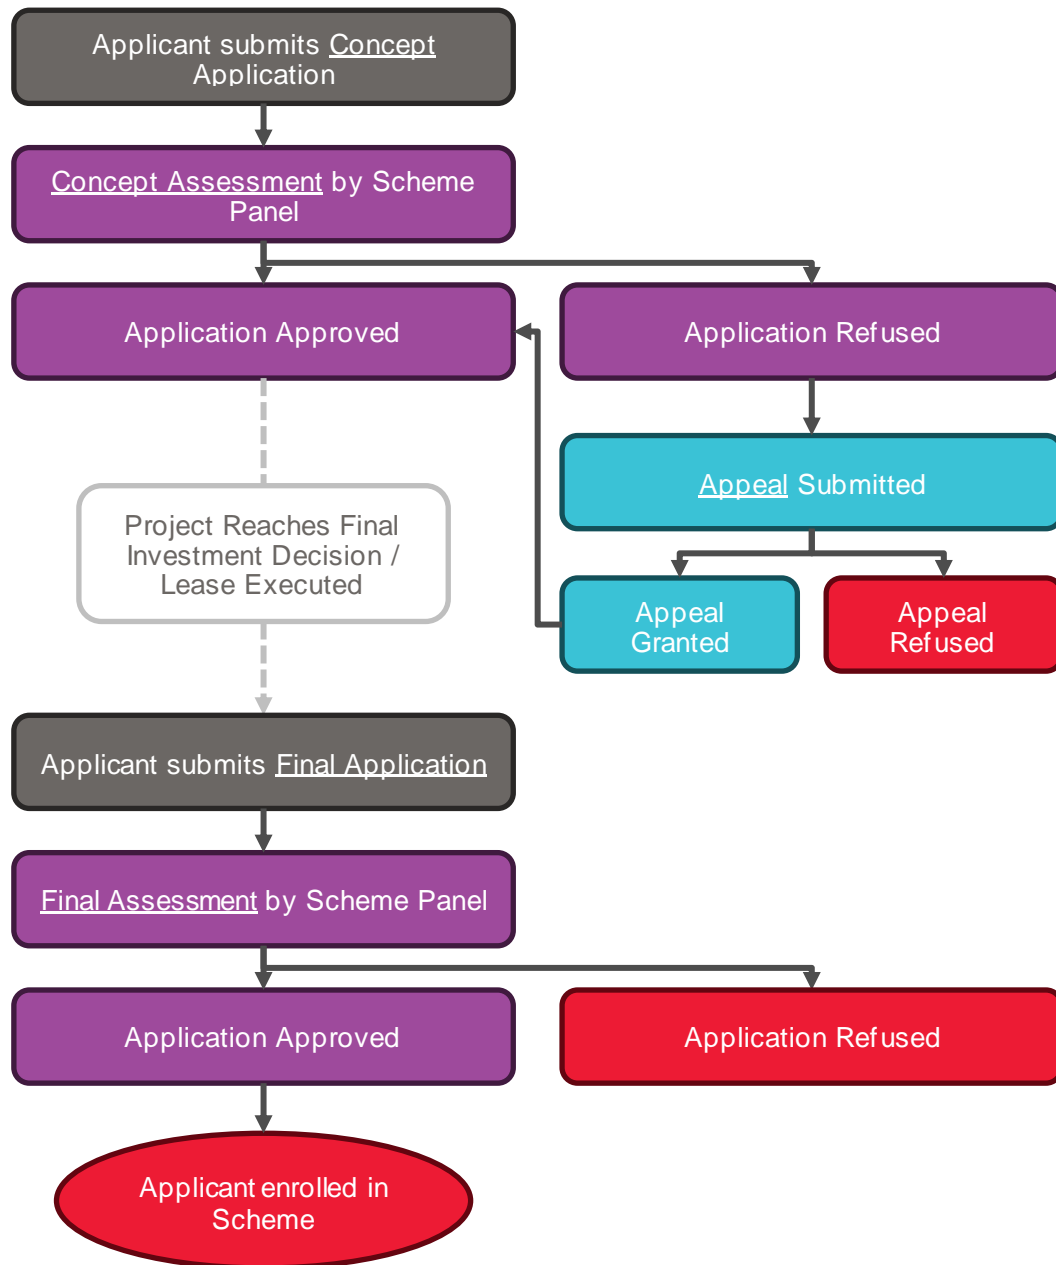 Applicant submits Concept
Application
Concept Assessment by Scheme
Panel
Application Approved
Application Refused
Appeal Submitted
Project Reaches Final
Investment Decision /
Lease Executed
Appeal
Granted
Appeal
Refused
Applicant submits Final Application
Final Assessment by Scheme Panel
Application Approved
Application Refused
Applicant enrolled in
Scheme